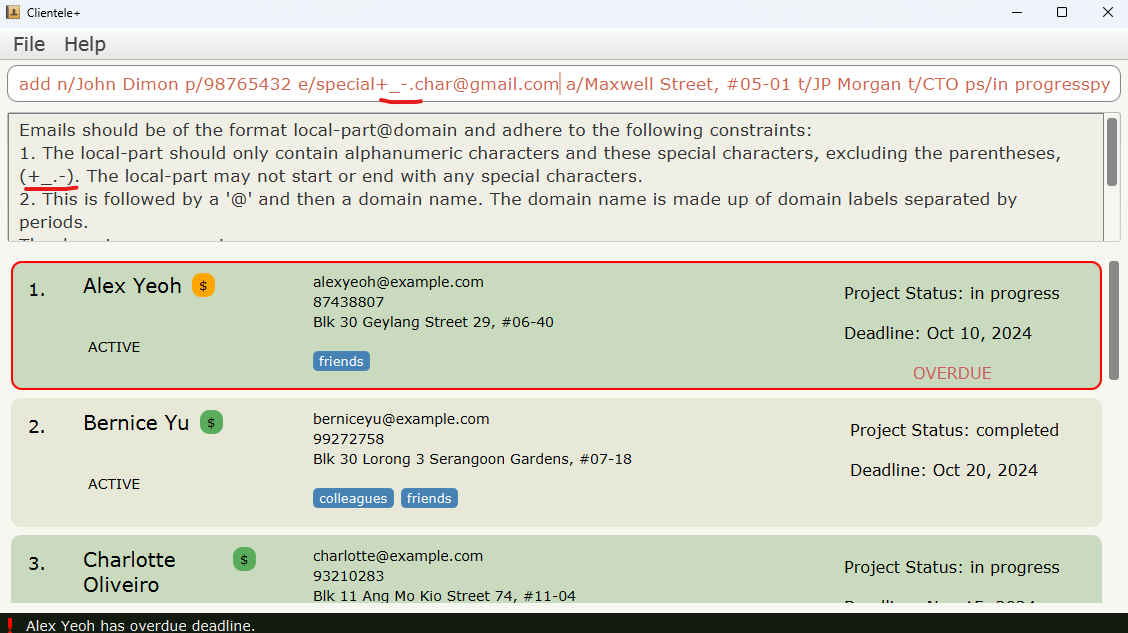 Clientele+
File Help
add n/John Dimon p/98765432 e/special+_-.char@gmail.com a/Maxwell Street, #05-01 t/JP Morgan t/CTO ps/in progresspy
Emails should be of the format local-part@domain and adhere to the following constraints:
1. The local-part should only contain alphanumeric characters and these special characters, excluding the parentheses,
(+_.-). The local-part may not start or end with any special characters.
2. This is followed by a '@' and then a domain name. The domain name is made up of domain labels separated by
periods.
1. Alex Yeoh $
alexyeoh@example.com
87438807
Blk 30 Geylang Street 29, #06-40
ACTIVE
friends
Project Status: in progress
Deadline: Oct 10, 2024
OVERDUE
2. Bernice Yu $
berniceyu@example.com
99272758
Blk 30 Lorong 3 Serangoon Gardens, #07-18
ACTIVE
colleagues friends
Project Status: completed
Deadline: Oct 20, 2024
3. Charlotte $
Oliveiro
charlotte@example.com
93210283
Blk 11 Ang Mo Kio Street 74, #11-04
Project Status: in progress
! Alex Yeoh has overdue deadline.